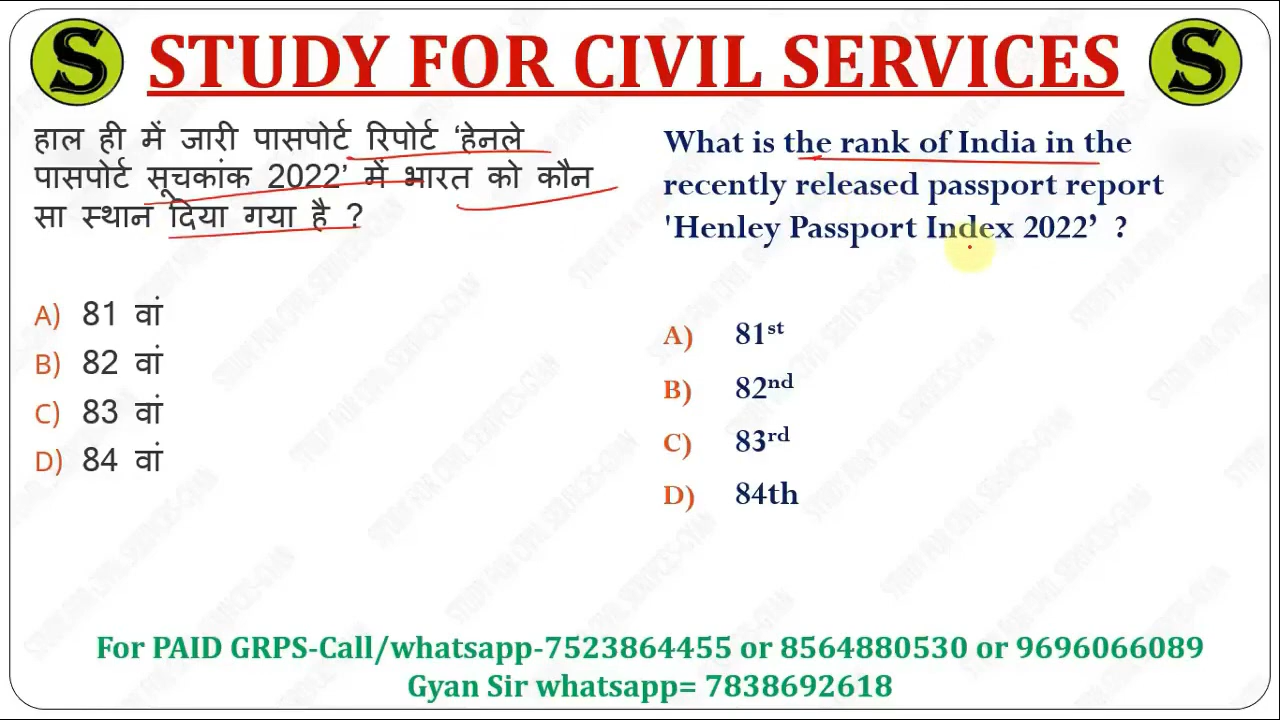 S STUDY FOR CIVIL SERVICES S
हाल ही में जारी पासपोर्ट रिपोर्ट ‘हेनले
पासपोर्ट सूचकांक 2022’ में भारत को कौन
सा स्थान दिया गया है ?
A) 81 वां
B) 82 वां
C) 83 वां
D) 84 वां
What is the rank of India in the
recently released passport report
'Henley Passport Index 2022’ ?
A) 81st
B) 82nd
C) 83rd
D) 84th
For PAID GRPS-Call/whatsapp-7523864455 or 8564880530 or 9696066089
Gyan Sir whatsapp= 7838692618